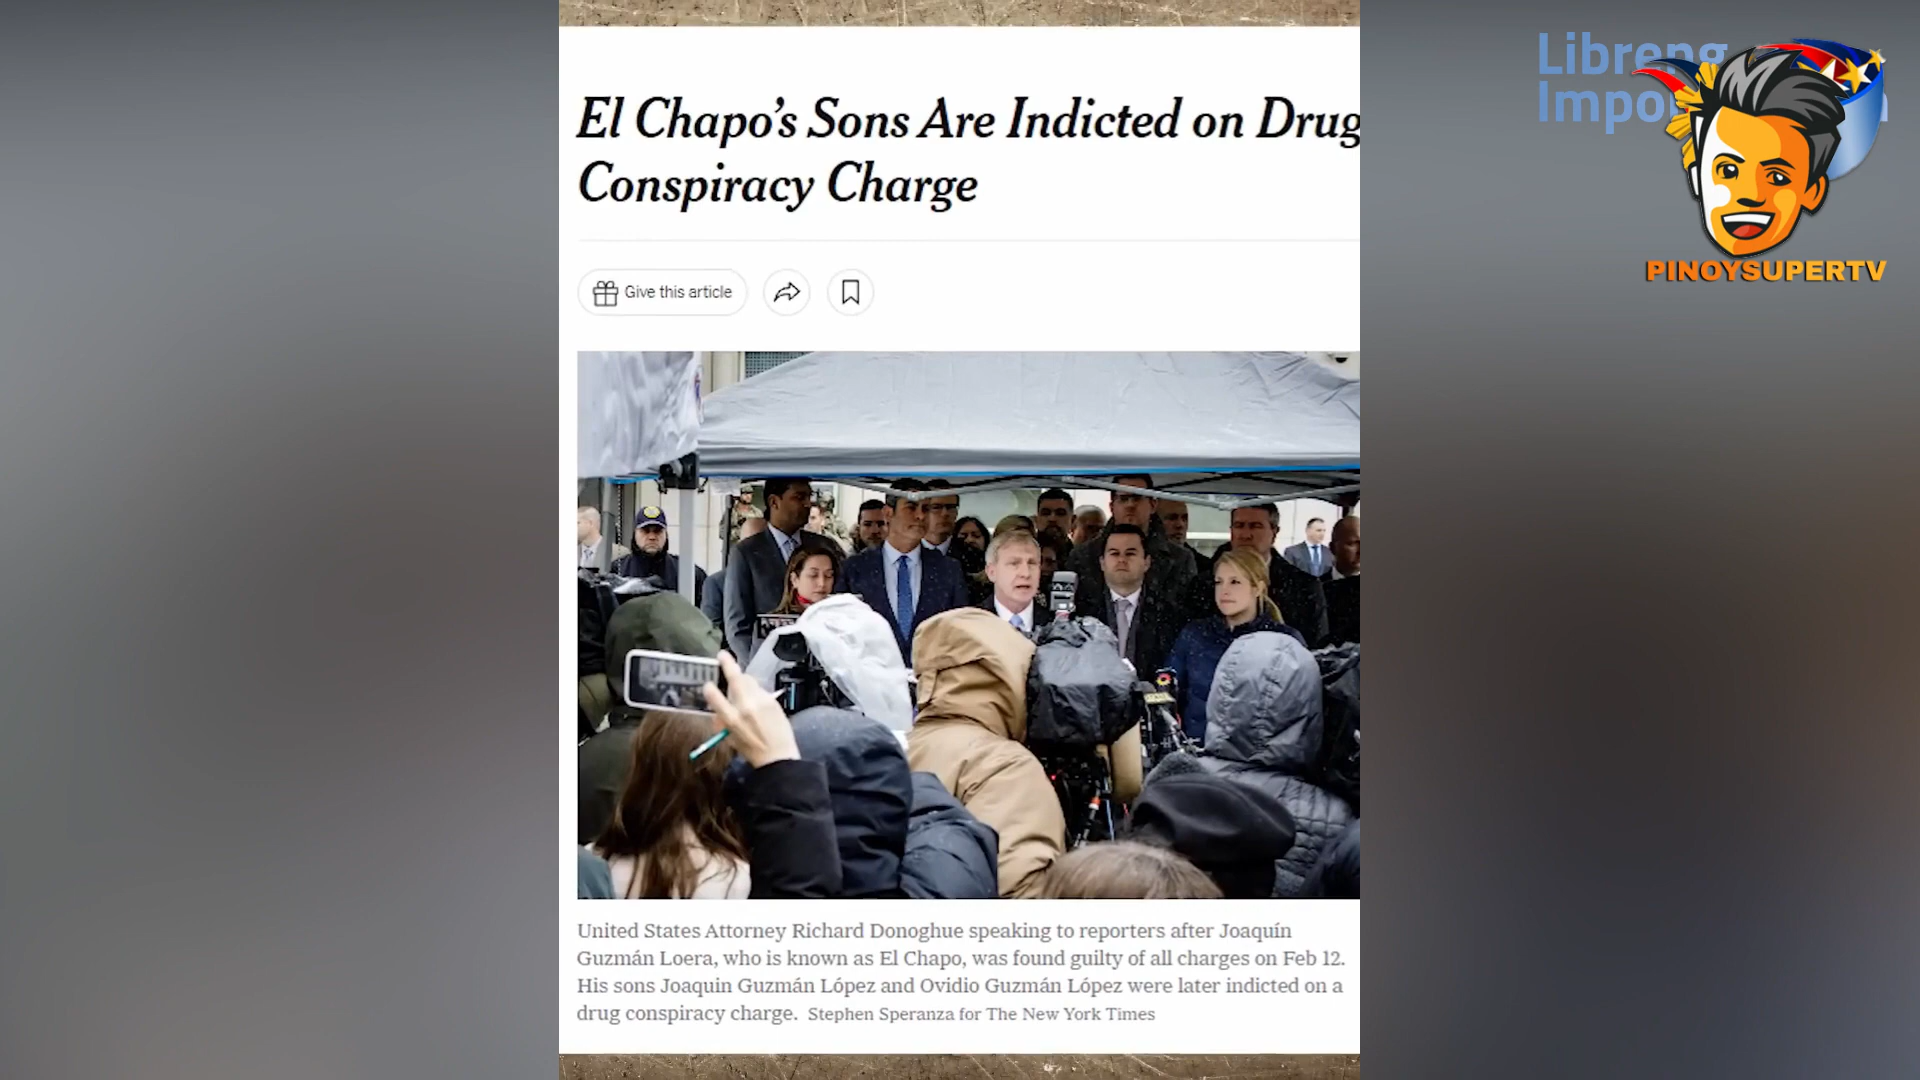 El Chapo's Sons Are Indicted on Drug
Conspiracy Charge
Give this article
United States Attorney Richard Donoghue speaking to reporters after Joaquín
Guzmán Loera, who is known as El Chapo, was found guilty of all charges on Feb 12.
His sons Joaquin Guzmán López and Ovidio Guzmán López were later indicted on a
drug conspiracy charge. Stephen Speranza for The New York Times
Libreng
PINOYSUPERTV